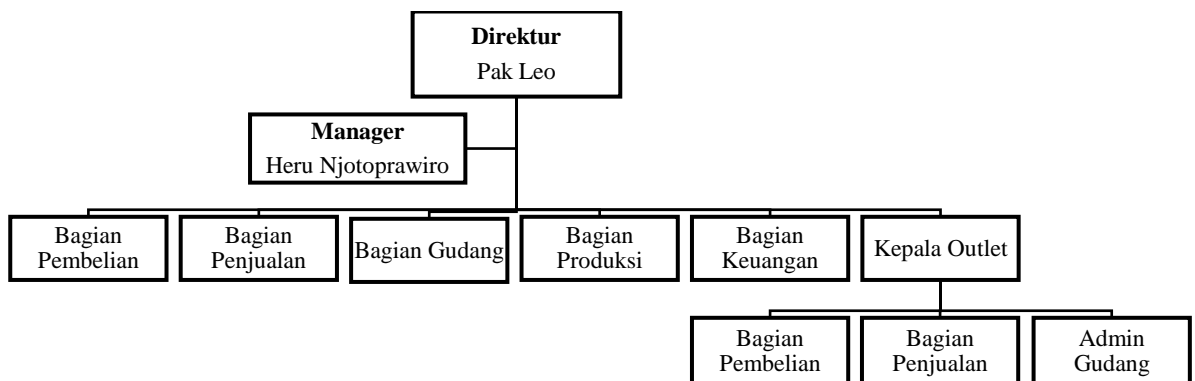 Direktur
Pak Leo
Manager
Heru Njotoprawiro
Bagian
Pembelian
Bagian
Penjualan
Bagian Gudang
Bagian
Produksi
Bagian
Keuangan
Kepala Outlet
Bagian
Pembelian
Bagian
Penjualan
Admin
Gudang